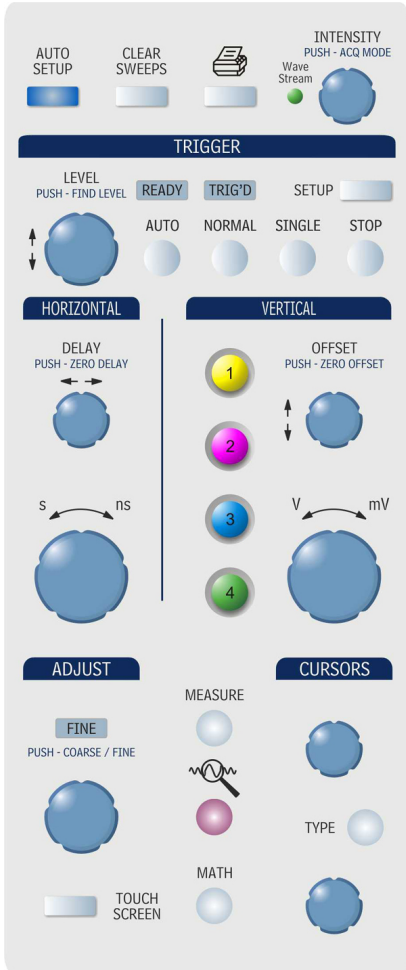 AUTO
SETUP
CLEAR
SWEEPS
INTENSITY
PUSH - ACQ MODE
Wave
Stream
TRIGGER
LEVEL
PUSH - FIND LEVEL
READY
TRIG'D
SETUP
AUTO
NORMAL
SINGLE
STOP
HORIZONTAL
VERTICAL
DELAY
PUSH - ZERO DELAY
1
OFFSET
PUSH - ZERO OFFSET
2
s
ns
3
V
mV
4
ADJUST
CURSORS
MEASURE
FINE
PUSH - COARSE / FINE
TYPE
MATH
TOUCH
SCREEN